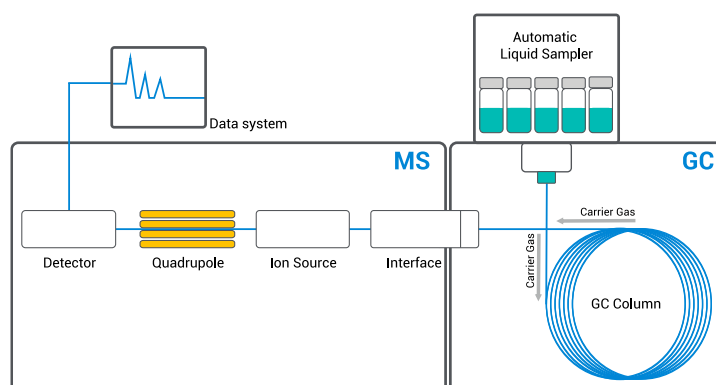 Automatic
Liquid Sampler
Data system
MS
GC
Carrier Gas
Carrier Gas
Detector
Quadrupole
Ion Source
Interface
GC Column